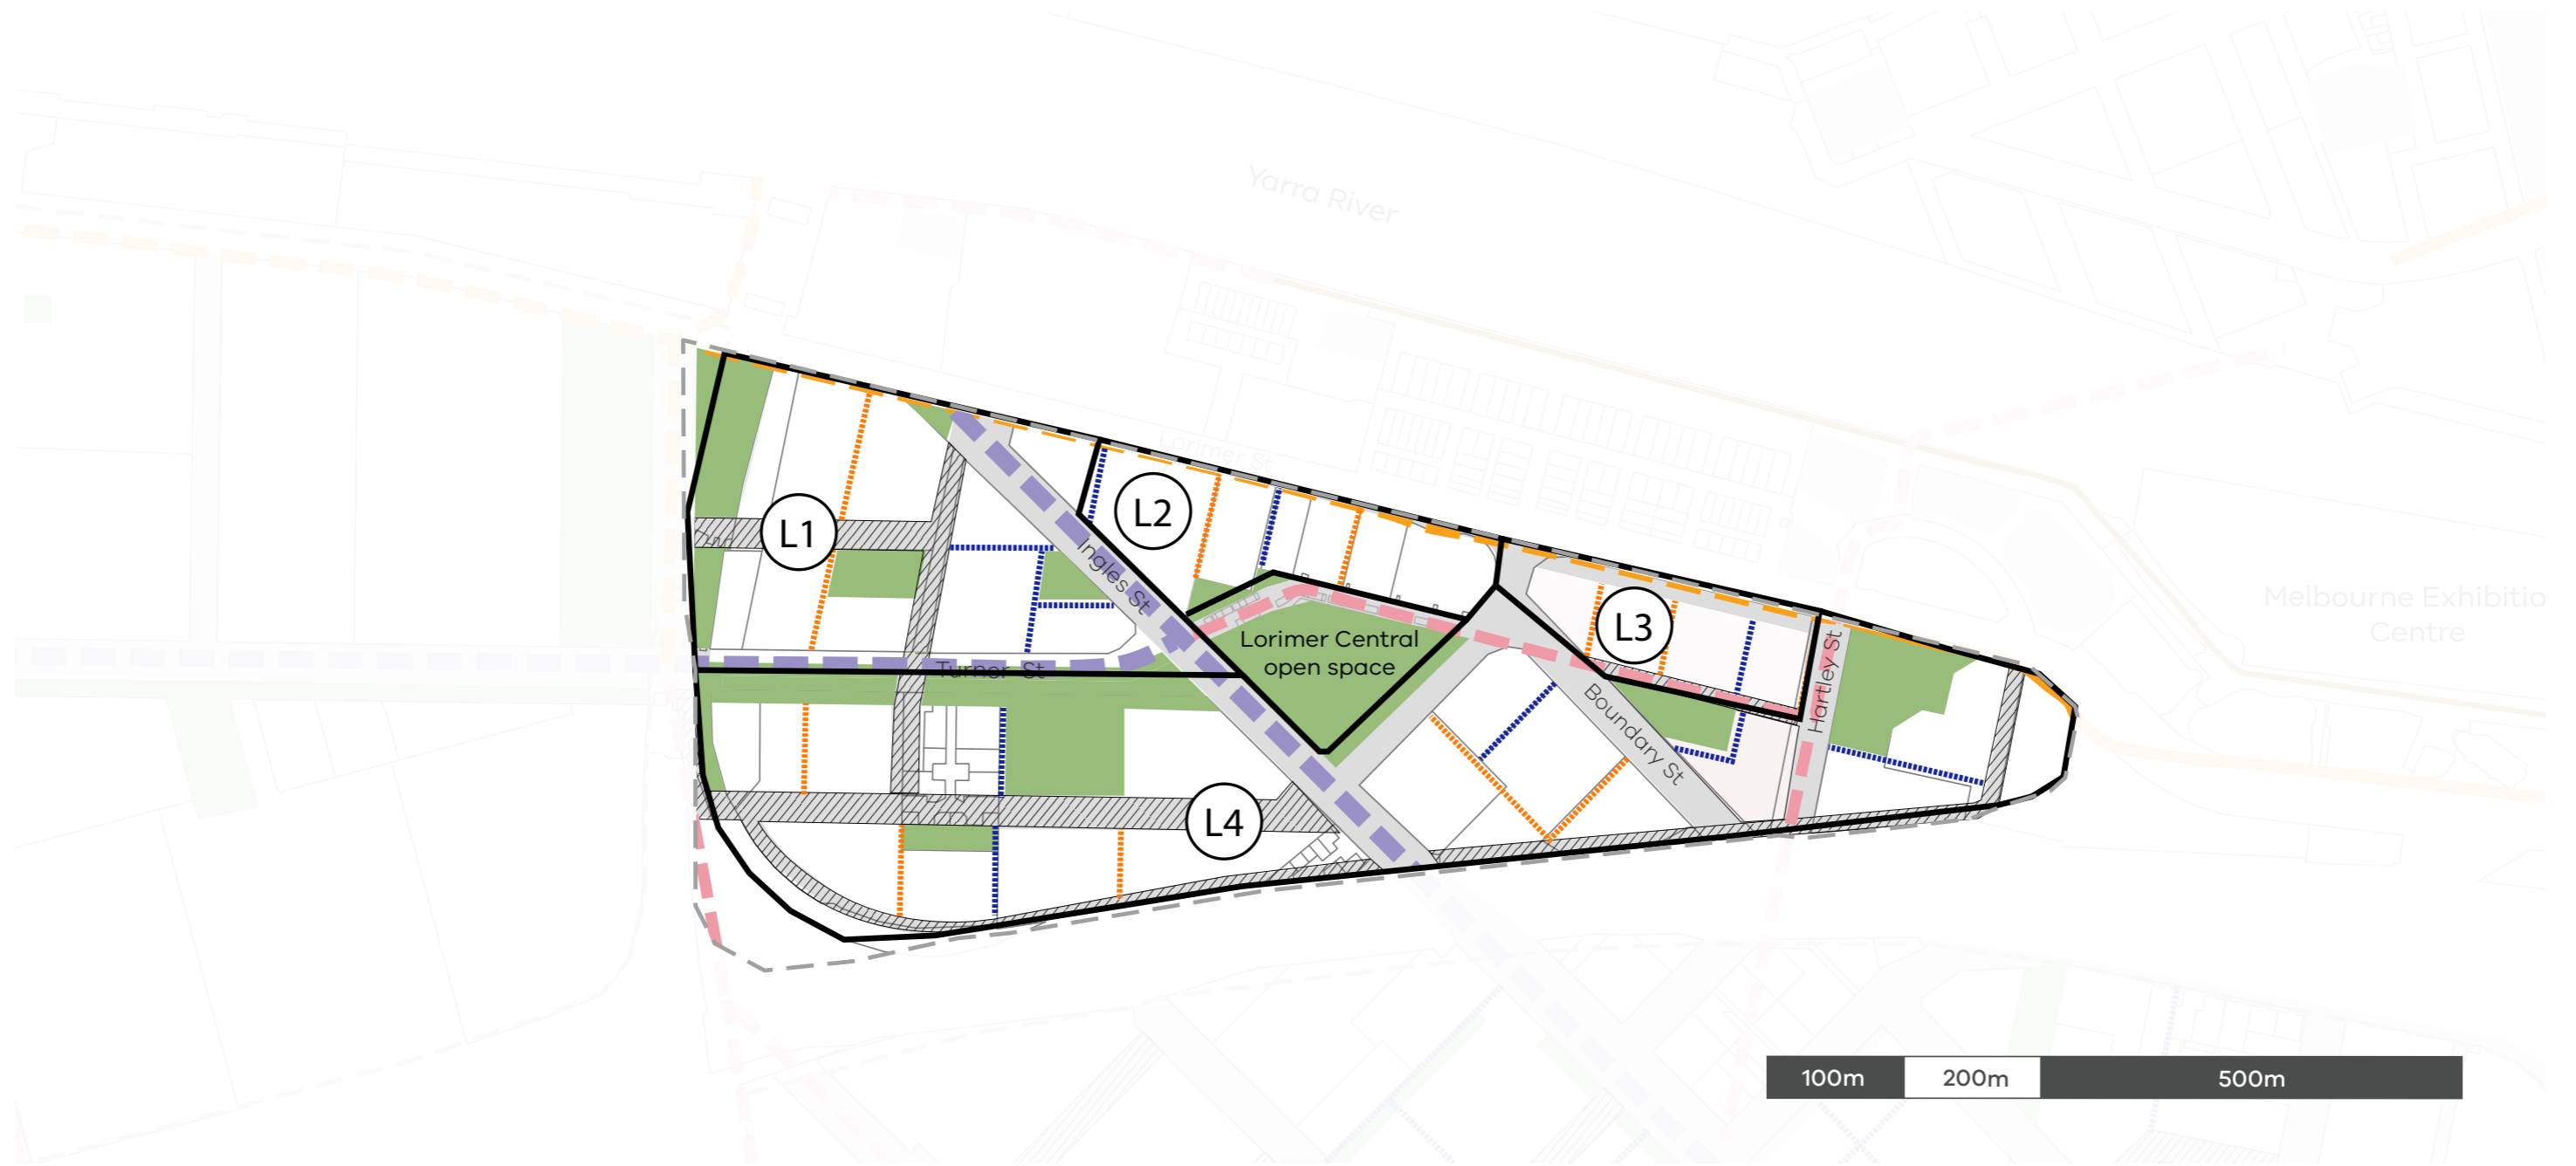 Yarra River
Lorimer St
L1
L2
Ingles St
L3
Melbourne Exhibitio
Centre
Lorimer Central
open space
Turner St
Hartley St
Boundary St
L4
100m
200m
500m